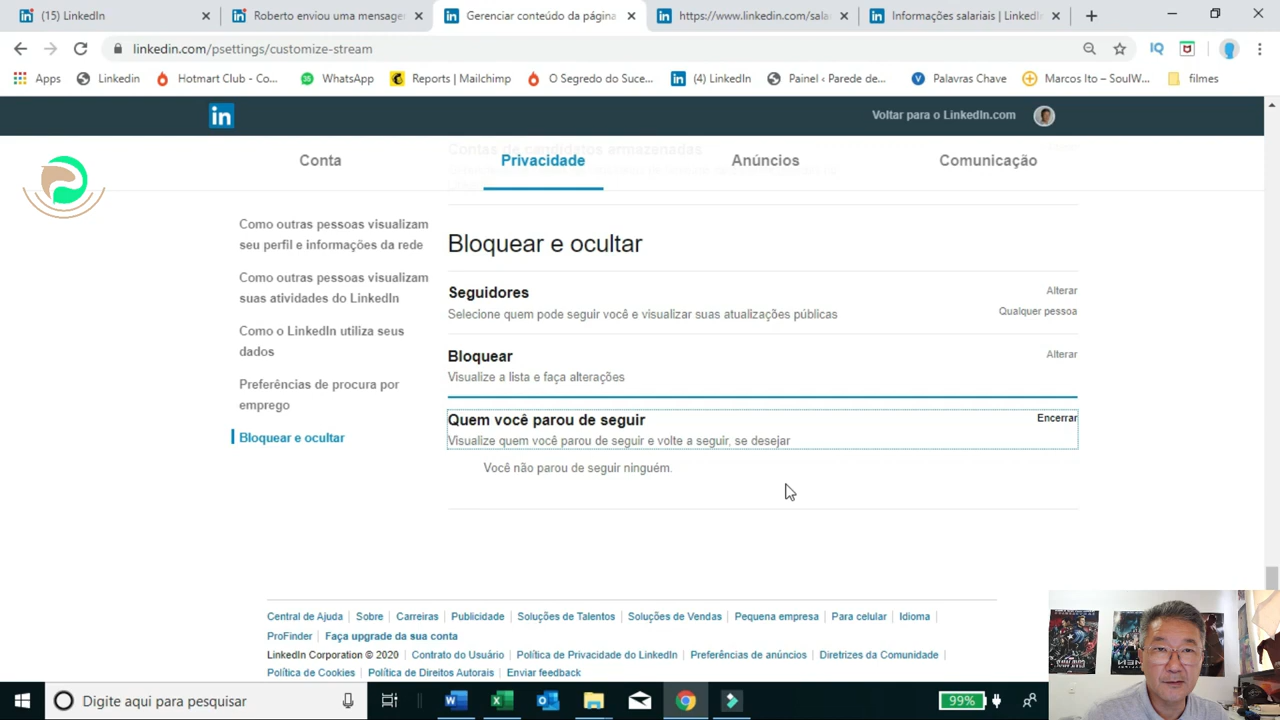 (15) LinkedIn
Roberto enviou uma mensage
Gerenciar conteúdo da página
https://www.linkedin.com/sala
Informações salariais | LinkedI
linkedin.com/psettings/customize-stream
IQ
Apps
Linkedin
Hotmart Club - Co...
WhatsApp
Reports | Mailchimp
O Segredo do Suce...
(4) LinkedIn
Painel ‹ Parede de...
Palavras Chave
Marcos Ito – SoulW...
filmes
in
Voltar para o LinkedIn.com
Contas de candidatos armazenadas
Conta
Privacidade
Anúncios
Comunicação
Como outras pessoas visualizam
seu perfil e informações da rede
Como outras pessoas visualizam
suas atividades do LinkedIn
Como o LinkedIn utiliza seus
dados
Preferências de procura por
emprego
Bloquear e ocultar
Bloquear e ocultar
Seguidores
Alterar
Selecione quem pode seguir você e visualizar suas atualizações públicas
Qualquer pessoa
Bloquear
Alterar
Visualize a lista e faça alterações
Quem você parou de seguir
Encerrar
Visualize quem você parou de seguir e volte a seguir, se desejar
Você não parou de seguir ninguém.
Central de Ajuda
Sobre
Carreiras
Publicidade
Soluções de Talentos
Soluções de Vendas
Pequena empresa
Para celular
Idioma
ProFinder
Faça upgrade da sua conta
LinkedIn Corporation © 2020
Contrato do Usuário
Política de Privacidade do LinkedIn
Preferências de anúncios
Diretrizes da Comunidade
Política de Cookies
Política de Direitos Autorais
Enviar feedback
Digite aqui para pesquisar
99%